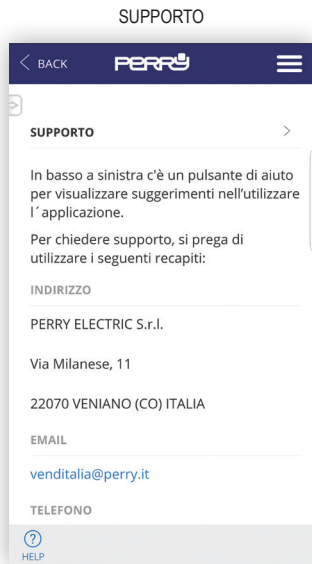 SUPPORTO
BACK
PERRY
SUPPORTO
In basso a sinistra c'è un pulsante di aiuto
per visualizzare suggerimenti nell'utilizzare
l´applicazione.
Per chiedere supporto, si prega di
utilizzare i seguenti recapiti:
INDIRIZZO
PERRY ELECTRIC S.r.l.
Via Milanese, 11
22070 VENIANO (CO) ITALIA
EMAIL
venditalia@perry.it
TELEFONO
?
HELP